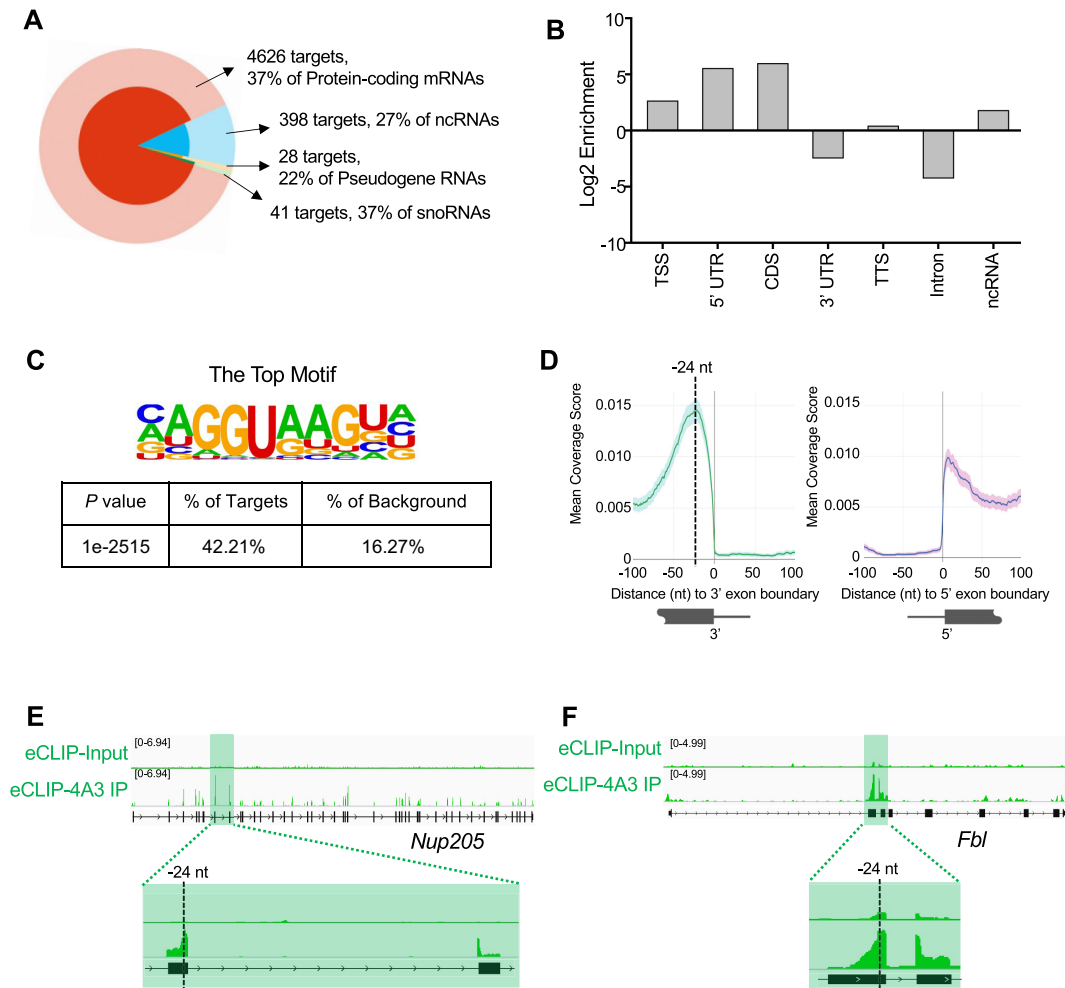 A
4626 targets,
37% of Protein-coding mRNAs
398 targets, 27% of ncRNAs
28 targets,
22% of Pseudogene RNAs
41 targets, 37% of snoRNAs
B
Log2 Enrichment
10
5
0
-5
-10
TSS
5' UTR
CDS
3' UTR
TTS
Intron
ncRNA
C
The Top Motif
CAGGUAAGUA
P value % of Targets % of Background
1e-2515 42.21% 16.27%
D
-24 nt
Mean Coverage Score
0.015
0.010
0.005
0
-100 -50 0 50 100
Distance (nt) to 3' exon boundary
3'
Mean Coverage Score
0.015
0.010
0.005
0
-100 -50 0 50 100
Distance (nt) to 5' exon boundary
5'
E
eCLIP-Input
[0-6.94]
eCLIP-4A3 IP
[0-6.94]
Nup205
-24 nt
F
eCLIP-Input
[0-4.99]
eCLIP-4A3 IP
[0-4.99]
Fbl
-24 nt